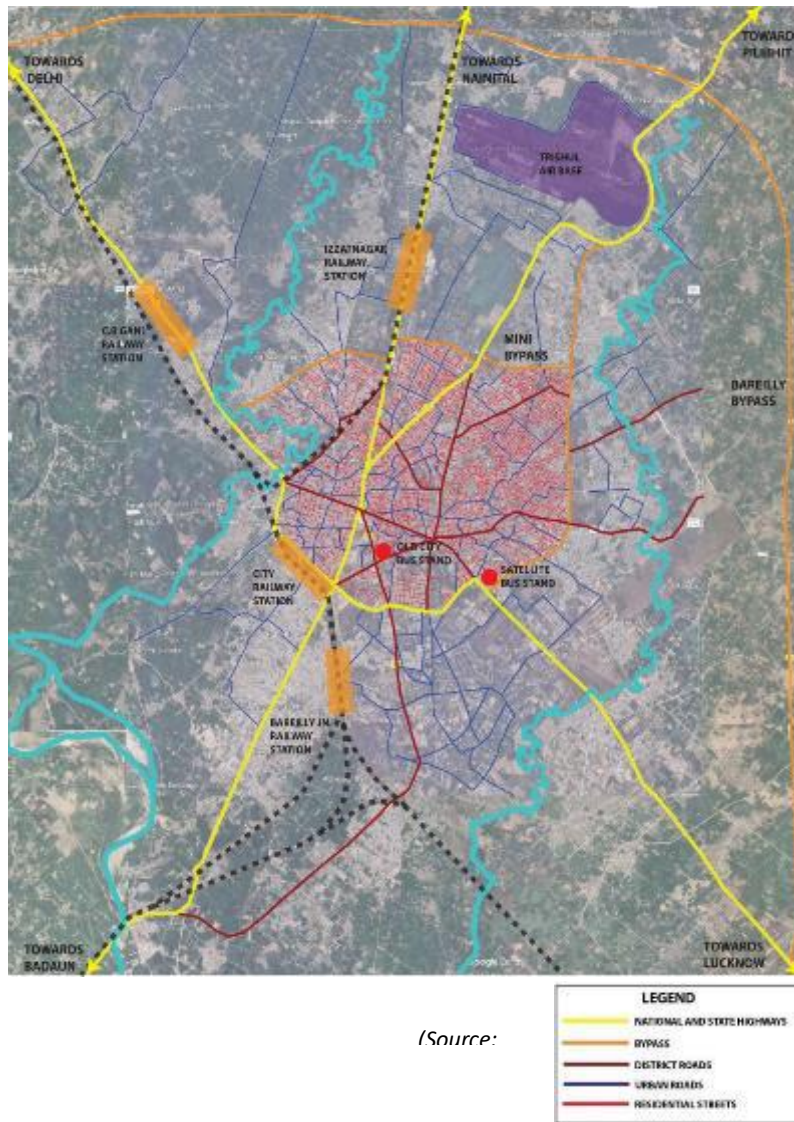 TOWARDS
DELHI
TOWARDS
NAINITAL
TOWARD
PILIBHIT
TRISHUL
AIR BASE
IZZATNAGAR
RAILWAY
STATION
C.B GANJ
RAILWAY
STATION
MINI
BYPASS
BAREILLY
BYPASS
OLD CITY
BUS STAND
SATELLITE
BUS STAND
CITY
RAILWAY
STATION
BAREILLY JN.
RAILWAY
STATION
TOWARDS
BADAUN
TOWARDS
LUCKNOW
(Source:
LEGEND
NATIONAL AND STATE HIGHWAYS
BYPASS
DISTRICT ROADS
URBAN ROADS
RESIDENTIAL STREETS